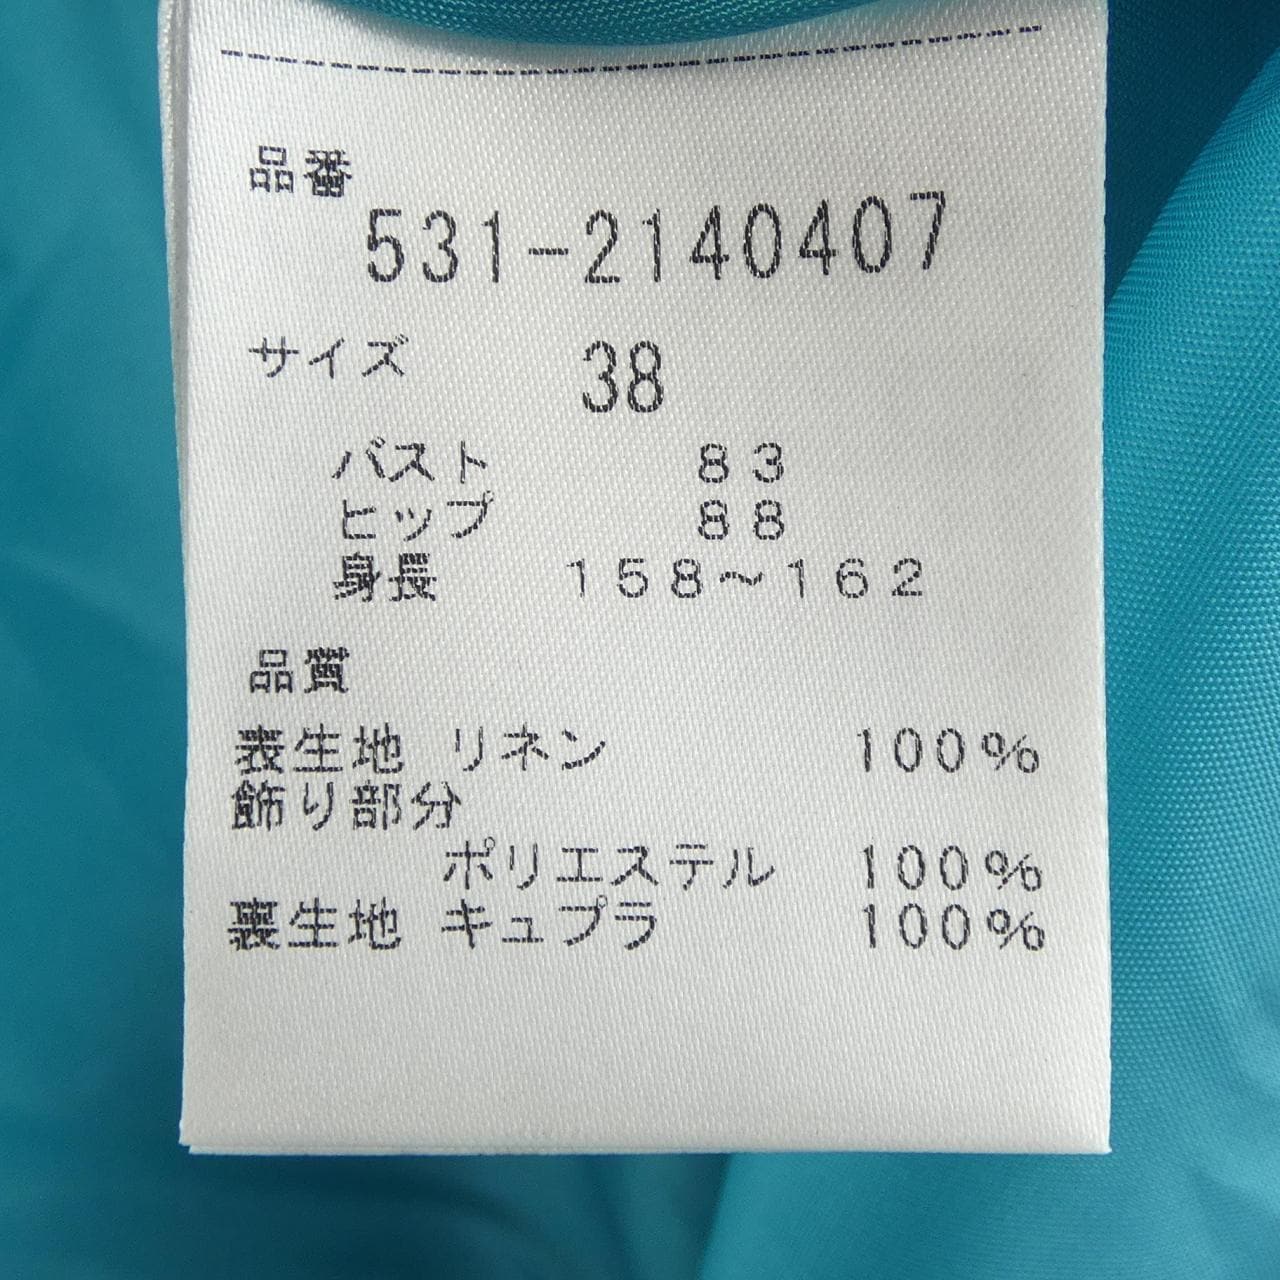 品番
531-2140407
サイズ 38
バスト 83
ヒップ 88
身長 158～162
品質
表生地 リネン 100%
飾り部分
ポリエステル 100%
裏生地 キュプラ 100%